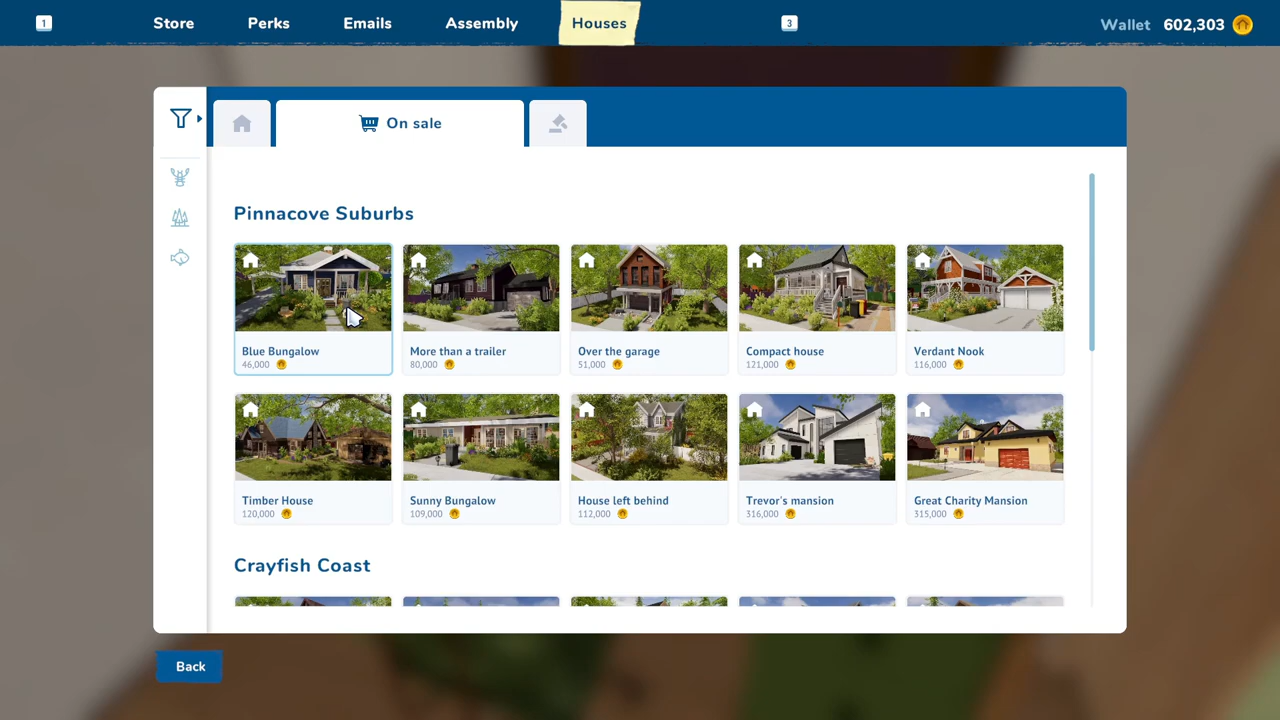 1 Store Perks Emails Assembly Houses 3 Wallet 602,303
On sale
Pinnacove Suburbs
Blue Bungalow More than a trailer Over the garage Compact house Verdant Nook
46,000 80,000 51,000 121,000 116,000
Timber House Sunny Bungalow House left behind Trevor's mansion Great Charity Mansion
120,000 109,000 112,000 316,000 315,000
Crayfish Coast
Back